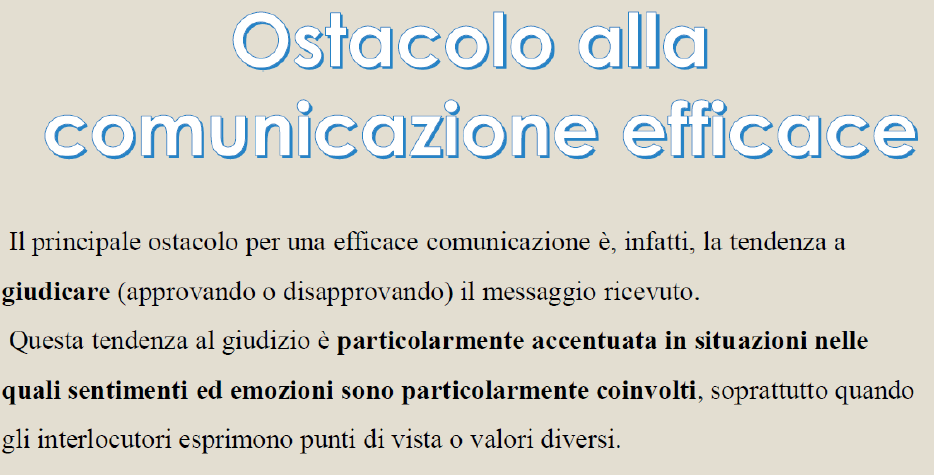 Ostacolo alla
comunicazione efficace
Il principale ostacolo per una efficace comunicazione è, infatti, la tendenza a
giudicare (approvando o disapprovando) il messaggio ricevuto.
Questa tendenza al giudizio è particolarmente accentuata in situazioni nelle
quali sentimenti ed emozioni sono particolarmente coinvolti, soprattutto quando
gli interlocutori esprimono punti di vista o valori diversi.